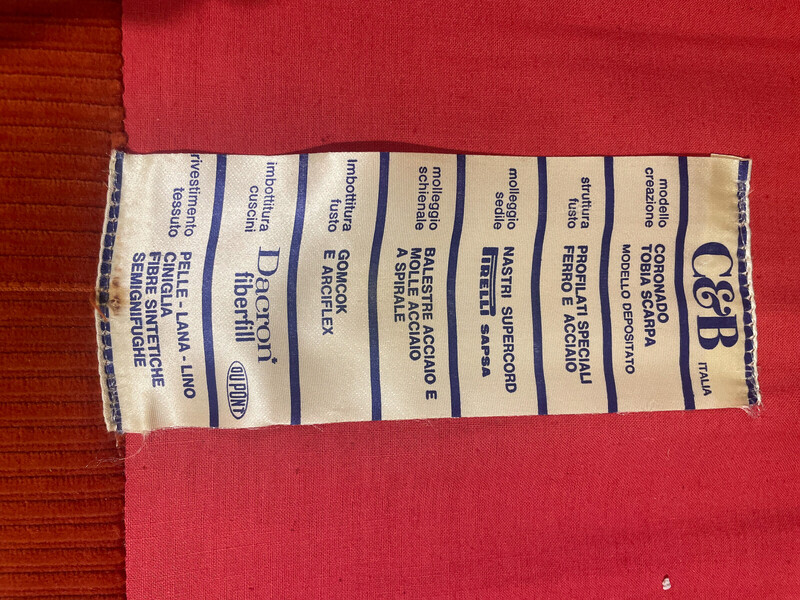 C&B ITALIA
modello
creazione
CORONADO
TOBIA SCARPA
MODELLO DEPOSITATO
struttura
fusto
PROFILATI SPECIALI
FERRO E ACCIAIO
molleggio
sedile
NASTRI SUPERCORD
PIRELLI SAPSA
molleggio
schienale
BALESTRE ACCIAIO E
MOLLE ACCIAIO
A SPIRALE
Imbottitura
fusto
GOMCOK
E ARCIFLEX
imbottitura
cuscini
Dacron®
fiberfill
DU PONT
rivestimento
tessuto
PELLE - LANA - LINO
CINIGLIA
FIBRE SINTETICHE
SEMIGNIFUGHE